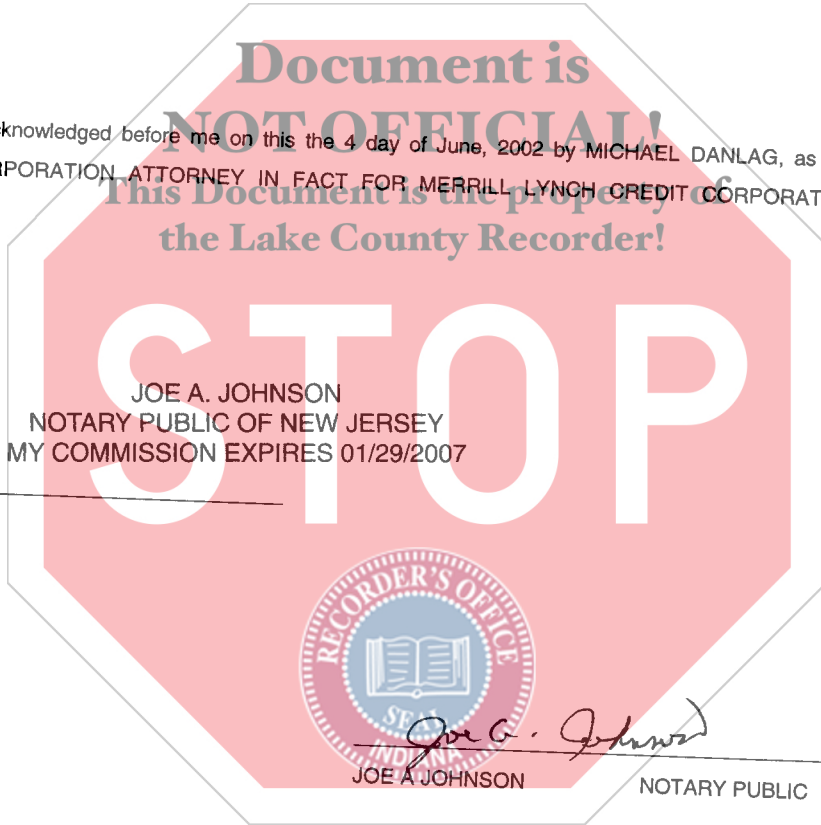 Document is
NOT OFFICIAL!
knowledged before me on this the 4 day of June, 2002 by MICHAEL DANLAG, as
RPORATION ATTORNEY IN FACT FOR MERRILL LYNCH CREDIT CORPORAT
This Document is the property of
the Lake County Recorder!
STOP
JOE A. JOHNSON
NOTARY PUBLIC OF NEW JERSEY
MY COMMISSION EXPIRES 01/29/2007
RECORDER'S OFFICE
SEAL
INDIANA
Joe A. Johnson
JOE A JOHNSON NOTARY PUBLIC